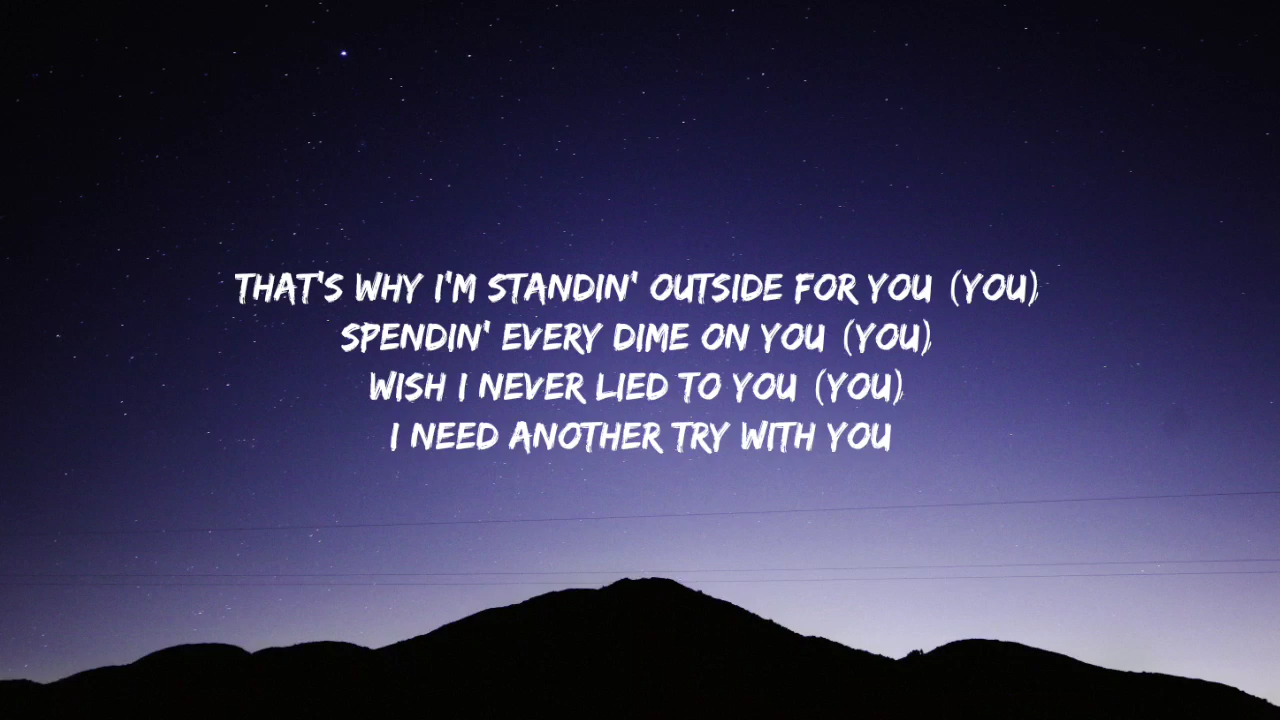 THAT'S WHY I'M STANDIN' OUTSIDE FOR YOU (YOU)
SPENDIN' EVERY DIME ON YOU (YOU)
WISH I NEVER LIED TO YOU (YOU)
I NEED ANOTHER TRY WITH YOU